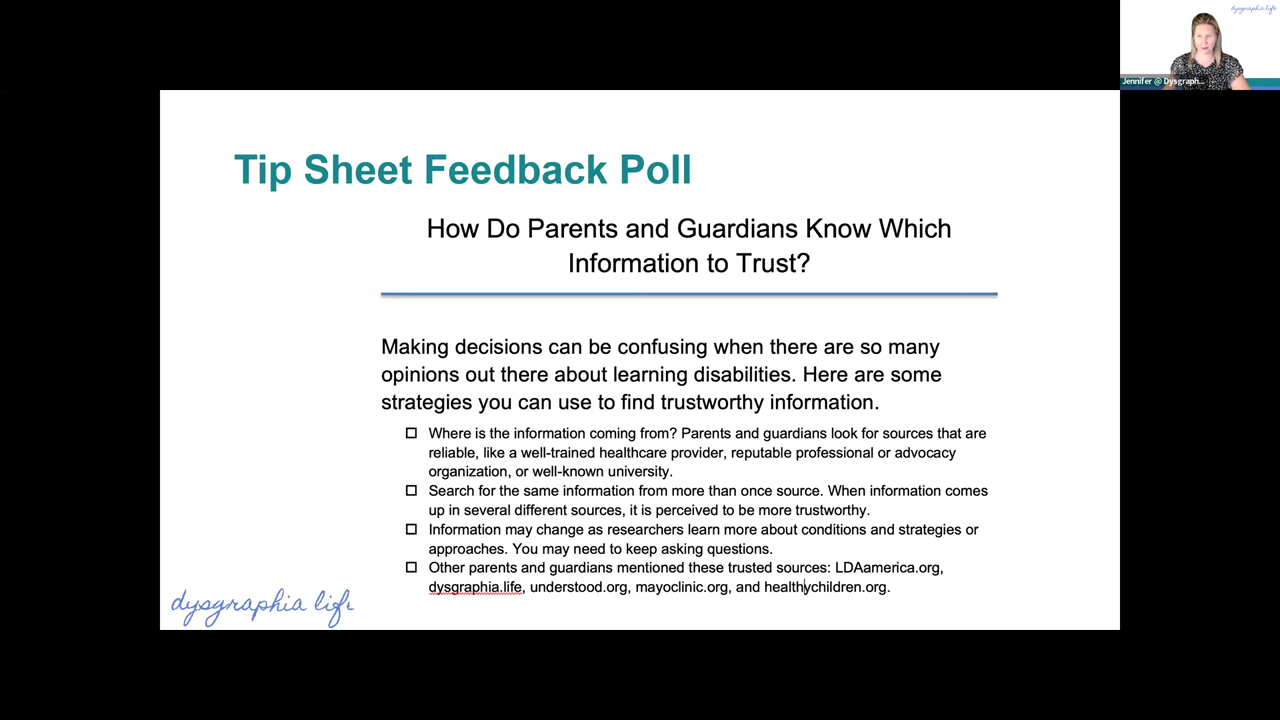 dysgraphia life
Jennifer @ Dysgraph...
Tip Sheet Feedback Poll
How Do Parents and Guardians Know Which
Information to Trust?
Making decisions can be confusing when there are so many
opinions out there about learning disabilities. Here are some
strategies you can use to find trustworthy information.
Where is the information coming from? Parents and guardians look for sources that are
reliable, like a well-trained healthcare provider, reputable professional or advocacy
organization, or well-known university.
Search for the same information from more than once source. When information comes
up in several different sources, it is perceived to be more trustworthy.
Information may change as researchers learn more about conditions and strategies or
approaches. You may need to keep asking questions.
Other parents and guardians mentioned these trusted sources: LDAamerica.org,
dysgraphia.life, understood.org, mayoclinic.org, and healthychildren.org.
dysgraphia life